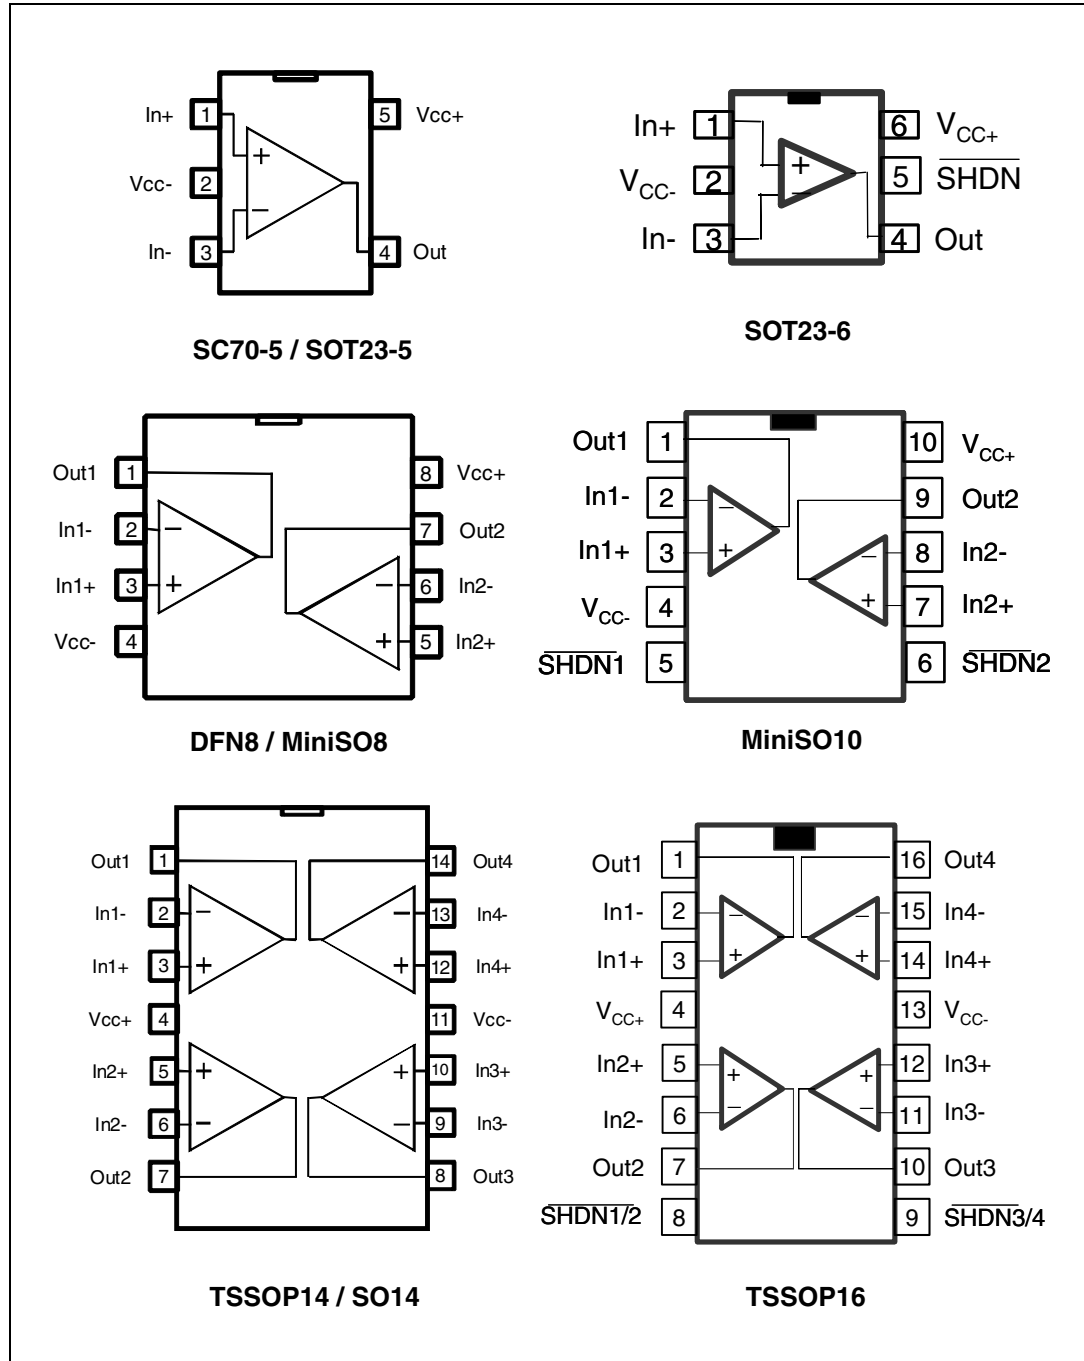 In+ 1 5 Vcc+
Vcc- 2
In- 3 4 Out
+
−
SC70-5 / SOT23-5
In+ 1 6 VCC+
VCC- 2 5 SHDN
In- 3 4 Out
+
−
SOT23-6
Out1 1 8 Vcc+
In1- 2 − 7 Out2
In1+ 3 + − 6 In2-
Vcc- 4 + 5 In2+
DFN8 / MiniSO8
Out1 1 10 VCC+
In1- 2 − 9 Out2
In1+ 3 + − 8 In2-
VCC- 4 + 7 In2+
SHDN1 5 6 SHDN2
MiniSO10
Out1 1 14 Out4
In1- 2 − − 13 In4-
In1+ 3 + + 12 In4+
Vcc+ 4 11 Vcc-
In2+ 5 + + 10 In3+
In2- 6 − − 9 In3-
Out2 7 8 Out3
TSSOP14 / SO14
Out1 1 16 Out4
In1- 2 − − 15 In4-
In1+ 3 + + 14 In4+
VCC+ 4 13 VCC-
In2+ 5 + + 12 In3+
In2- 6 − − 11 In3-
Out2 7 10 Out3
SHDN1/2 8 9 SHDN3/4
TSSOP16